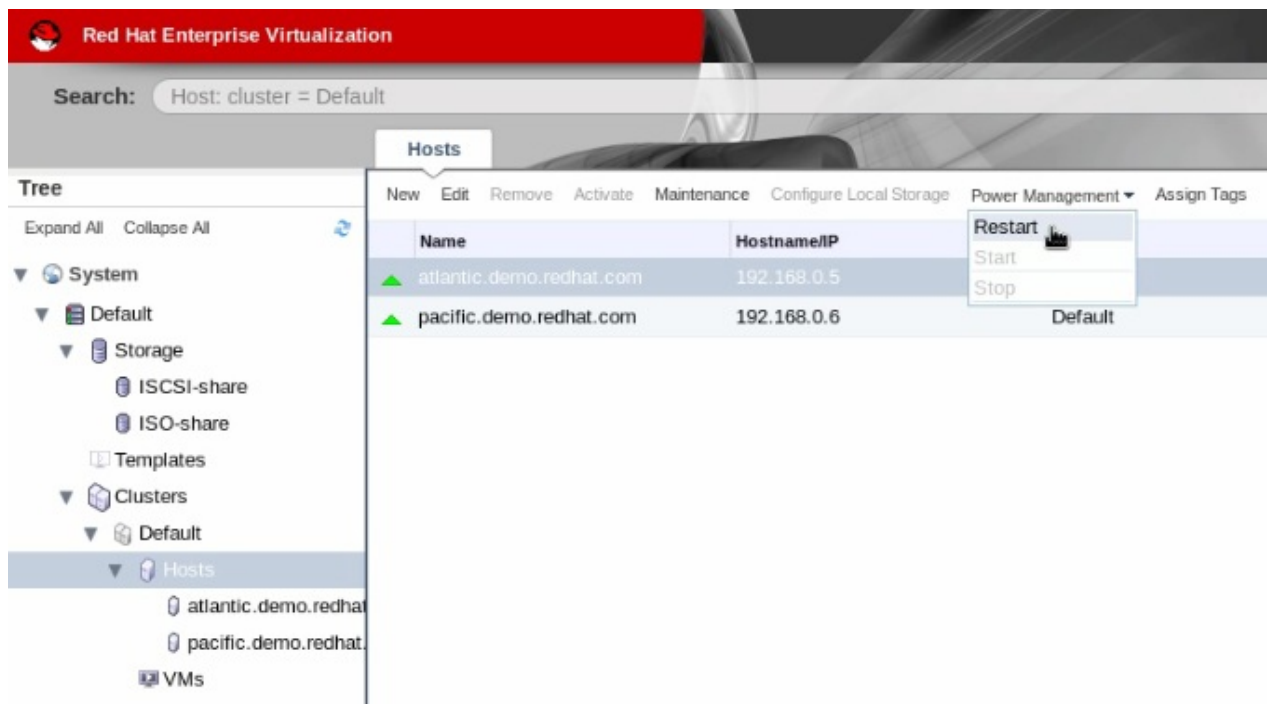 Red Hat Enterprise Virtualization
Search: Host: cluster = Default
Hosts
Tree
Expand All Collapse All
System
Default
Storage
ISCSI-share
ISO-share
Templates
Clusters
Default
Hosts
atlantic.demo.redhat
pacific.demo.redhat.
VMs
New Edit Remove Activate Maintenance Configure Local Storage Power Management Assign Tags
Restart
Start
Stop
Name Hostname/IP
atlantic.demo.redhat.com 192.168.0.5
pacific.demo.redhat.com 192.168.0.6 Default